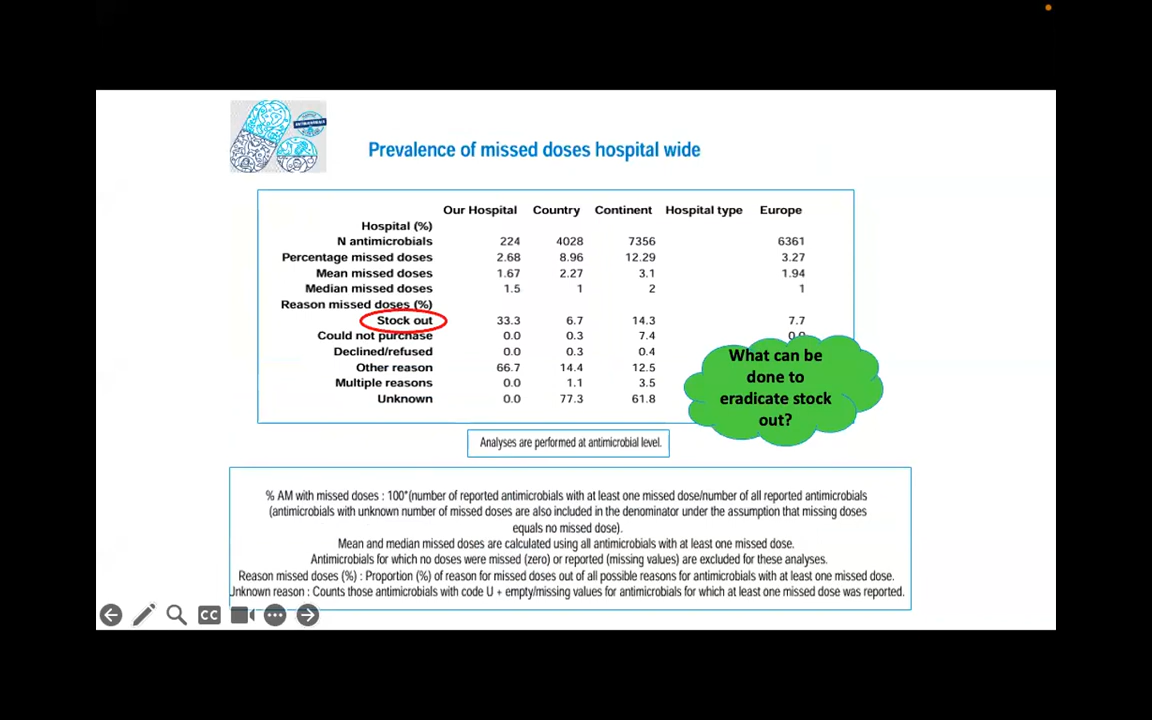 Prevalence of missed doses hospital wide
Our Hospital Country Continent Hospital type Europe
Hospital (%)
N antimicrobials 224 4028 7356 6361
Percentage missed doses 2.68 8.96 12.29 3.27
Mean missed doses 1.67 2.27 3.1 1.94
Median missed doses 1.5 1 2 1
Reason missed doses (%)
Stock out 33.3 6.7 14.3 7.7
Could not purchase 0.0 0.3 7.4
Declined/refused 0.0 0.3 0.4
Other reason 66.7 14.4 12.5
Multiple reasons 0.0 1.1 3.5
Unknown 0.0 77.3 61.8
What can be
done to
eradicate stock
out?
Analyses are performed at antimicrobial level.
% AM with missed doses : 100*(number of reported antimicrobials with at least one missed dose/number of all reported antimicrobials
(antimicrobials with unknown number of missed doses are also included in the denominator under the assumption that missing doses
equals no missed dose).
Mean and median missed doses are calculated using all antimicrobials with at least one missed dose.
Antimicrobials for which no doses were missed (zero) or reported (missing values) are excluded for these analyses.
Reason missed doses (%) : Proportion (%) of reason for missed doses out of all possible reasons for antimicrobials with at least one missed dose.
Unknown reason : Counts those antimicrobials with code U + empty/missing values for antimicrobials for which at least one missed dose was reported.
CC